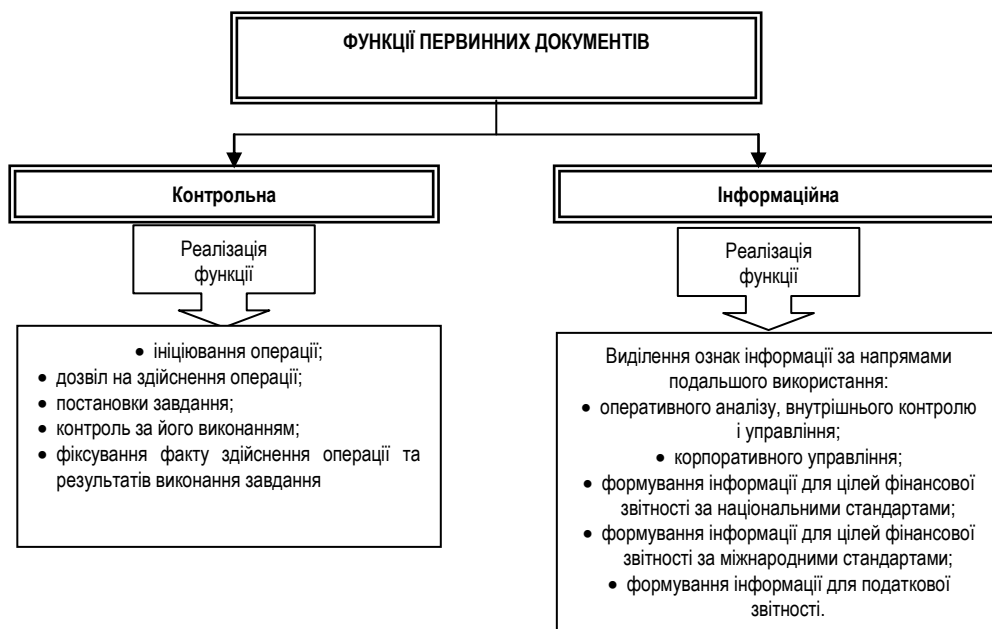 ФУНКЦІЇ ПЕРВИННИХ ДОКУМЕНТІВ
Контрольна
Реалізація
функції
• ініціювання операції;
• дозвіл на здійснення операції;
• постановки завдання;
• контроль за його виконанням;
• фіксування факту здійснення операції та
результатів виконання завдання
Інформаційна
Реалізація
функції
Виділення ознак інформації за напрямами
подальшого використання:
• оперативного аналізу, внутрішнього контролю
і управління;
• корпоративного управління;
• формування інформації для цілей фінансової
звітності за національними стандартами;
• формування інформації для цілей фінансової
звітності за міжнародними стандартами;
• формування інформації для податкової
звітності.